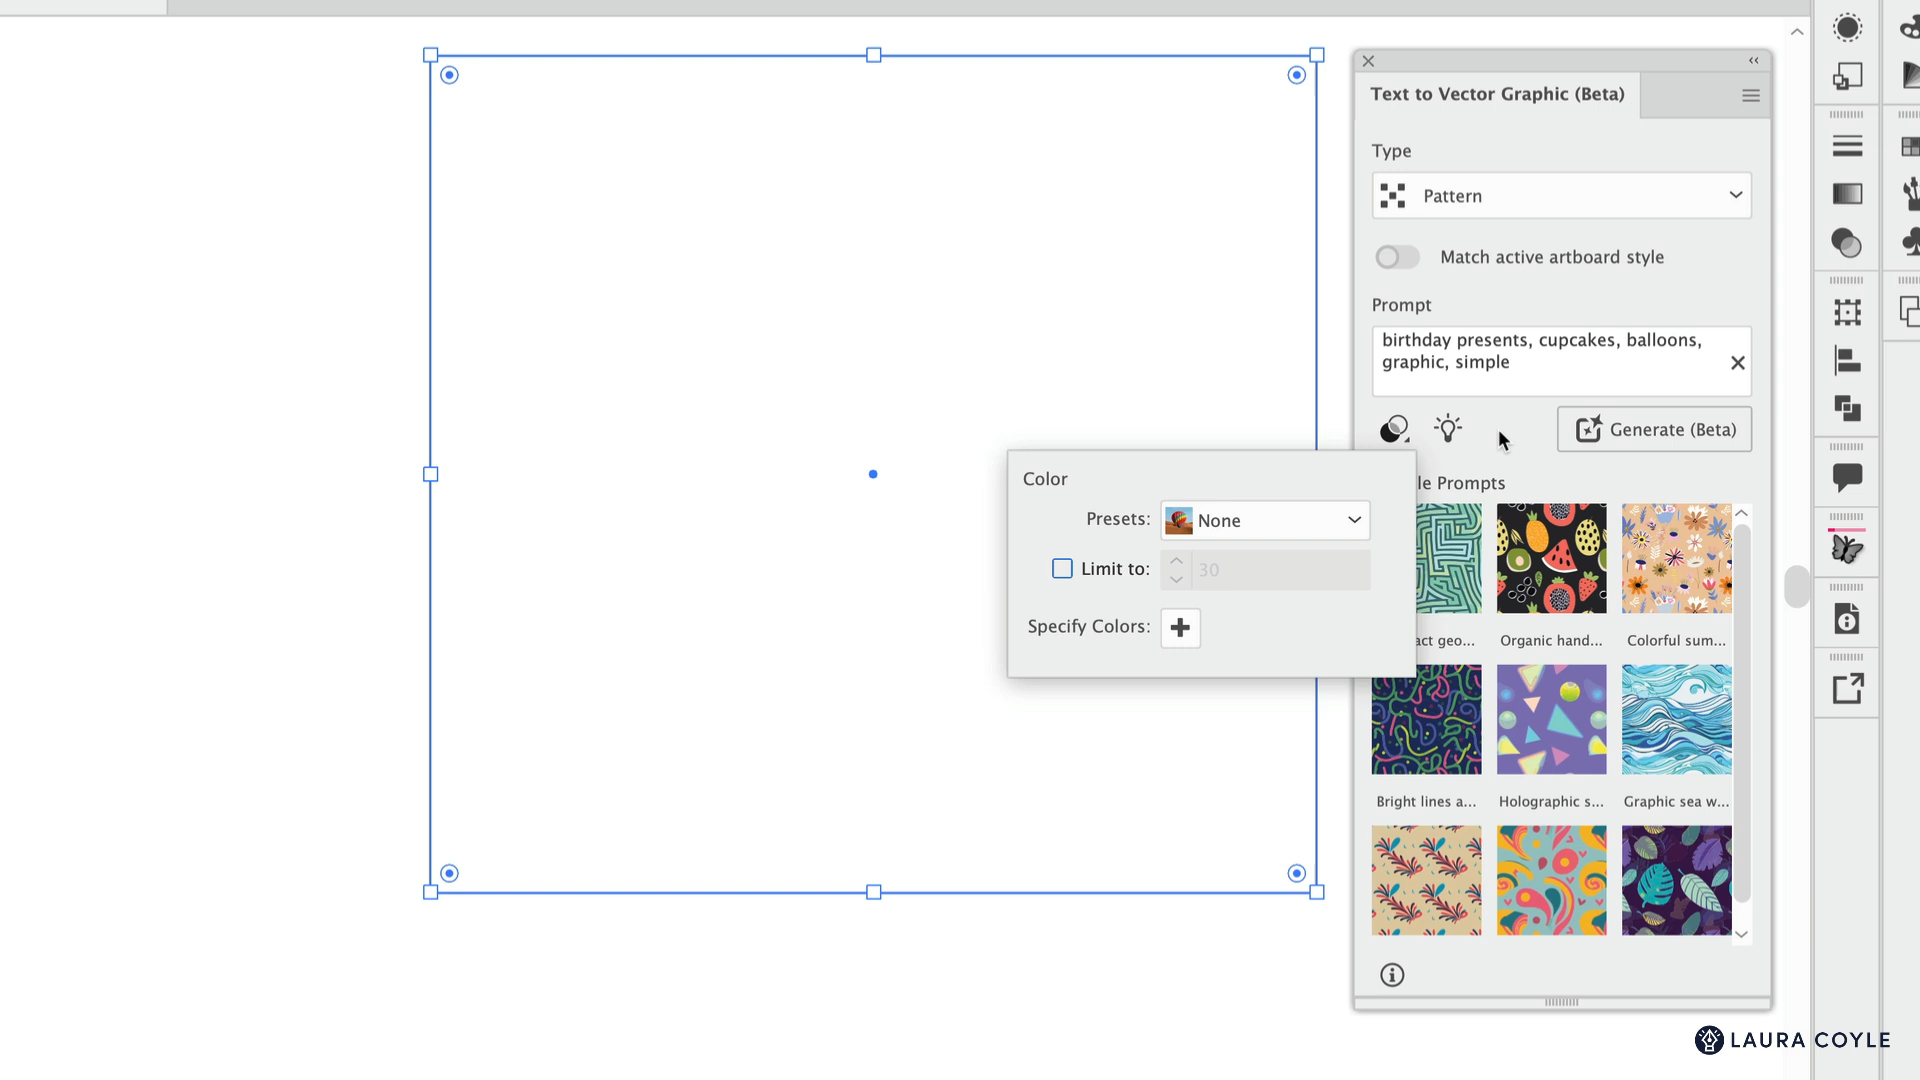 Text to Vector Graphic (Beta)
Type
Pattern
Match active artboard style
Prompt
birthday presents, cupcakes, balloons,
graphic, simple
Generate (Beta)
Color
Presets: None
Limit to: 30
Specify Colors:
le Prompts
act geo... Organic hand... Colorful sum...
Bright lines a... Holographic s... Graphic sea w...
LAURA COYLE